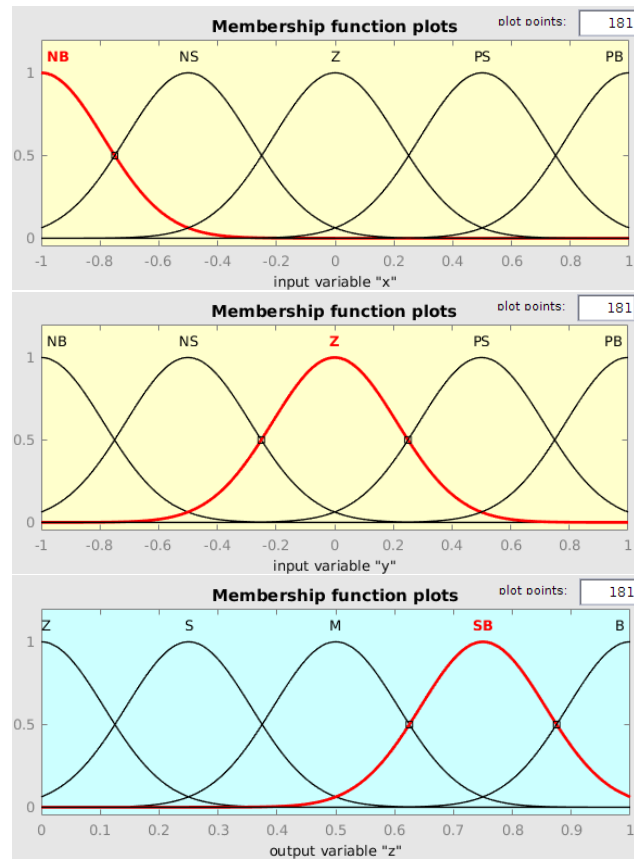 Membership function plots plot points: 181
NB NS Z PS PB
1
0.5
0
-1 -0.8 -0.6 -0.4 -0.2 0 0.2 0.4 0.6 0.8 1
input variable "x"
Membership function plots plot points: 181
NB NS Z PS PB
1
0.5
0
-1 -0.8 -0.6 -0.4 -0.2 0 0.2 0.4 0.6 0.8 1
input variable "y"
Membership function plots plot points: 181
Z S M SB B
1
0.5
0
0 0.1 0.2 0.3 0.4 0.5 0.6 0.7 0.8 0.9 1
output variable "z"